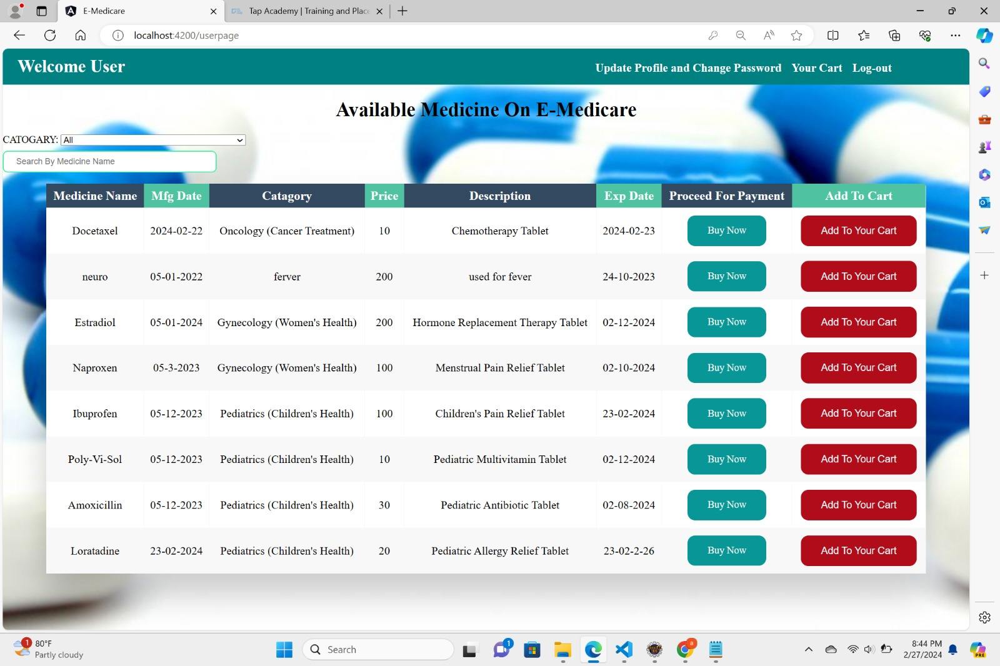 E-Medicare
Tap Academy | Training and Place
localhost:4200/userpage
Welcome User
Update Profile and Change Password Your Cart Log-out
Available Medicine On E-Medicare
CATOGARY: All
Search By Medicine Name
Medicine Name Mfg Date Catagory Price Description Exp Date Proceed For Payment Add To Cart
Docetaxel 2024-02-22 Oncology (Cancer Treatment) 10 Chemotherapy Tablet 2024-02-23 Buy Now Add To Your Cart
neuro 05-01-2022 ferver 200 used for fever 24-10-2023 Buy Now Add To Your Cart
Estradiol 05-01-2024 Gynecology (Women's Health) 200 Hormone Replacement Therapy Tablet 02-12-2024 Buy Now Add To Your Cart
Naproxen 05-3-2023 Gynecology (Women's Health) 100 Menstrual Pain Relief Tablet 02-10-2024 Buy Now Add To Your Cart
Ibuprofen 05-12-2023 Pediatrics (Children's Health) 100 Children's Pain Relief Tablet 23-02-2024 Buy Now Add To Your Cart
Poly-Vi-Sol 05-12-2023 Pediatrics (Children's Health) 10 Pediatric Multivitamin Tablet 02-12-2024 Buy Now Add To Your Cart
Amoxicillin 05-12-2023 Pediatrics (Children's Health) 30 Pediatric Antibiotic Tablet 02-08-2024 Buy Now Add To Your Cart
Loratadine 23-02-2024 Pediatrics (Children's Health) 20 Pediatric Allergy Relief Tablet 23-02-2-26 Buy Now Add To Your Cart
1 80°F
Partly cloudy
Search
1
8:44 PM
2/27/2024
PRE